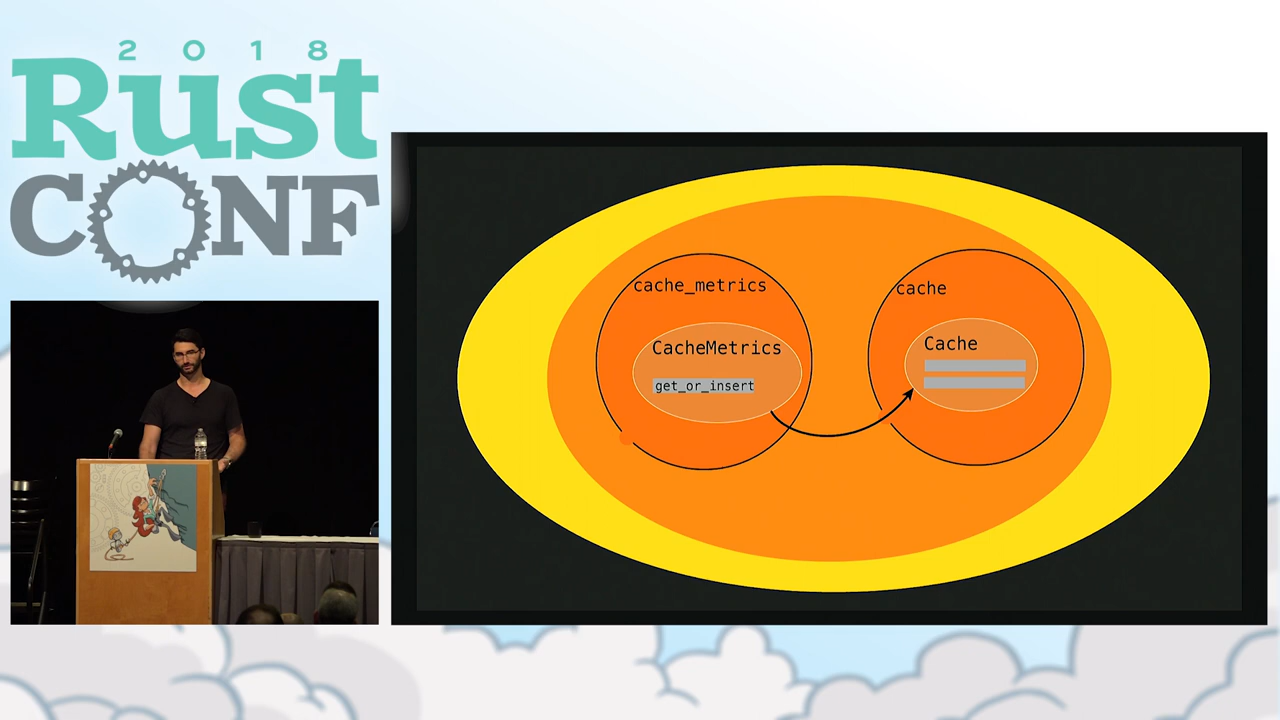 2018
Rust
CONF
cache_metrics
CacheMetrics
get_or_insert
cache
Cache